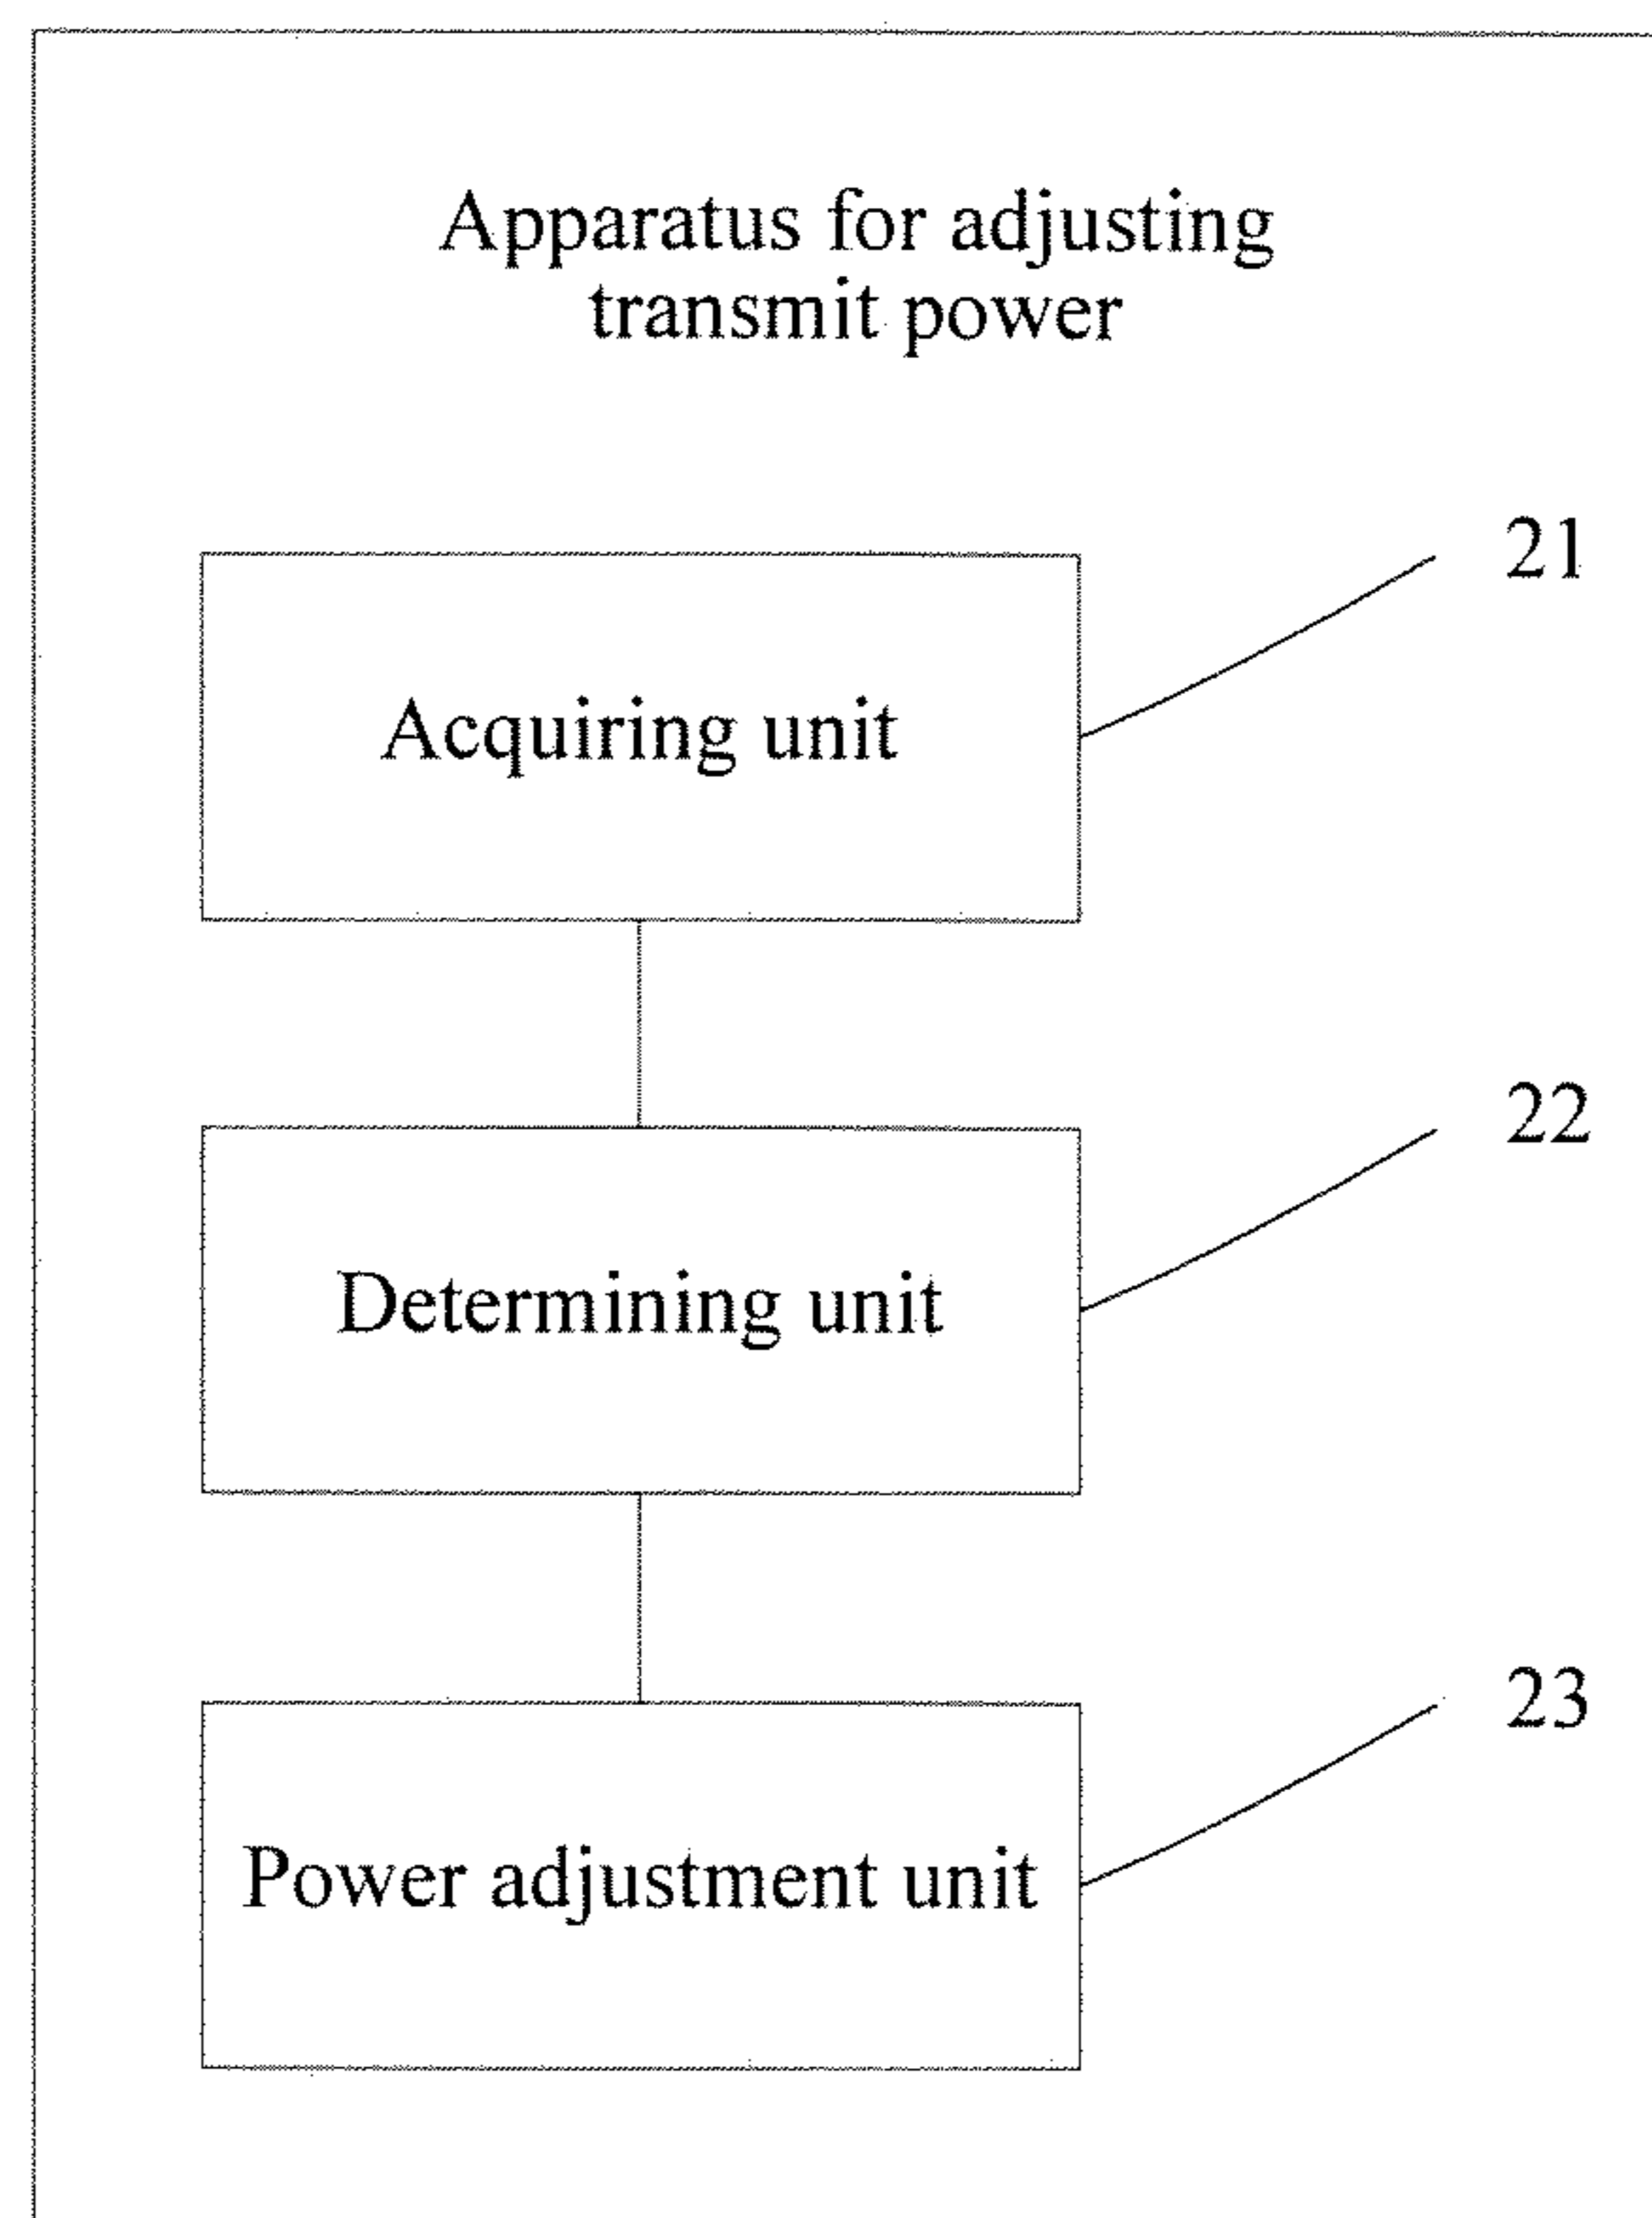 Apparatus for adjusting
transmit power
21
Acquiring unit
22
Determining unit
23
Power adjustment unit